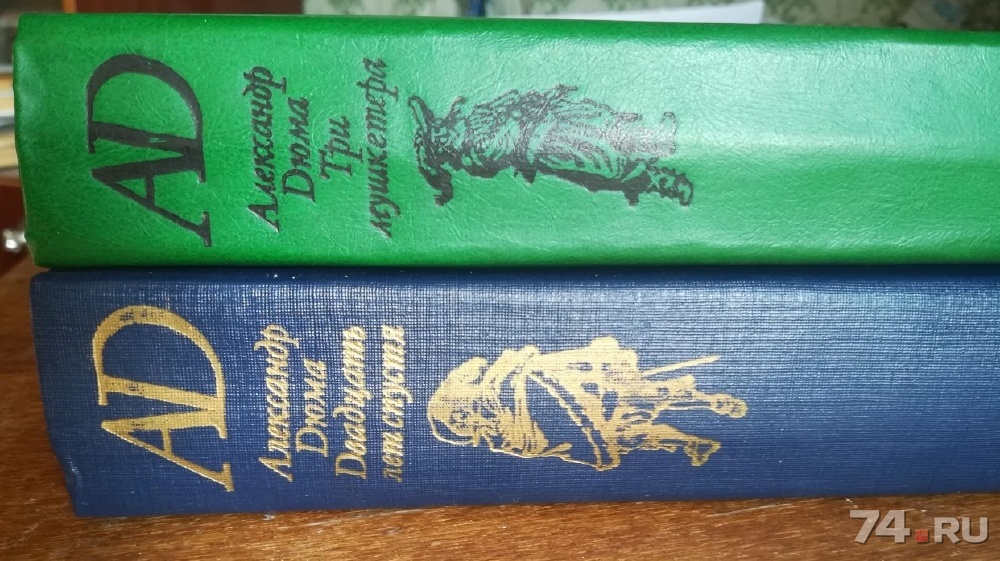 AD
Александр
Дюма
Три
мушкетера
AD
Александр
Дюма
Двадцать
лет спустя
74.RU